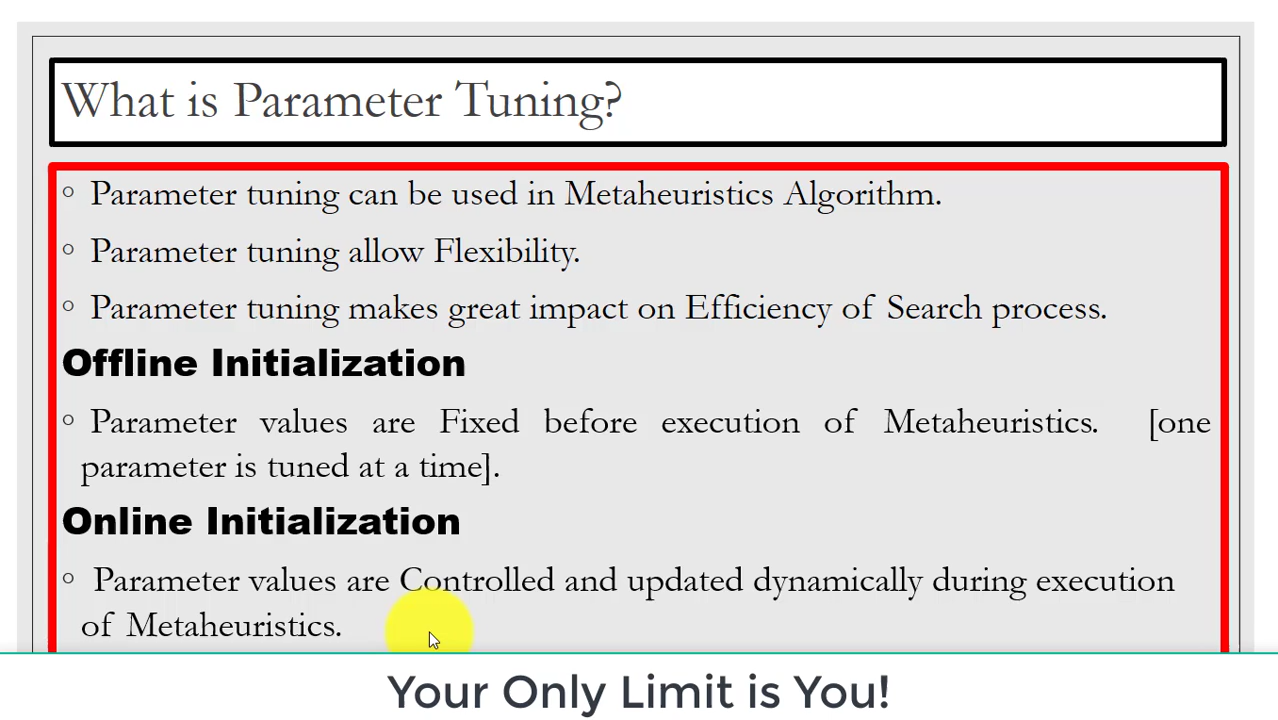 What is Parameter Tuning?
◦ Parameter tuning can be used in Metaheuristics Algorithm.
◦ Parameter tuning allow Flexibility.
◦ Parameter tuning makes great impact on Efficiency of Search process.
Offline Initialization
◦ Parameter values are Fixed before execution of Metaheuristics. [one
parameter is tuned at a time].
Online Initialization
◦ Parameter values are Controlled and updated dynamically during execution
of Metaheuristics.
Your Only Limit is You!